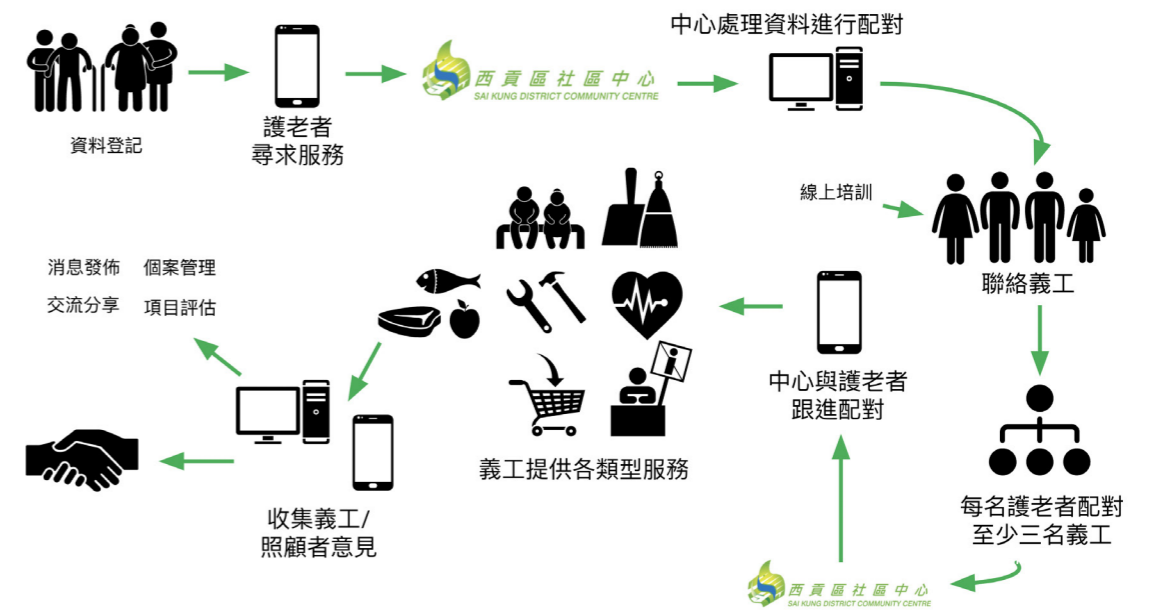 資料登記
護老者
尋求服務
西貢區社區中心
SAI KUNG DISTRICT COMMUNITY CENTRE
中心處理資料進行配對
線上培訓
聯絡義工
每名護老者配對
至少三名義工
西貢區社區中心
SAI KUNG DISTRICT COMMUNITY CENTRE
中心與護老者
跟進配對
義工提供各類型服務
收集義工/
照顧者意見
消息發佈 個案管理
交流分享 項目評估